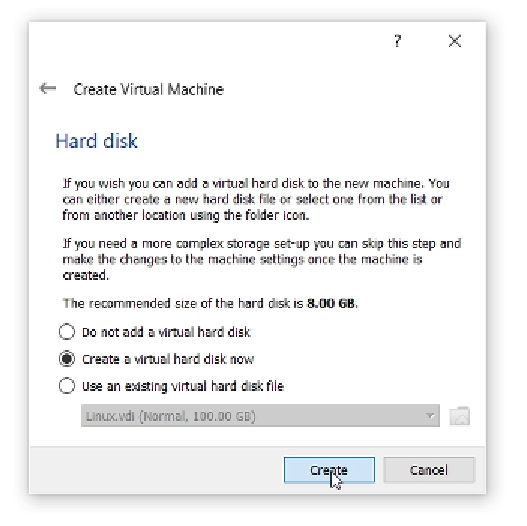 ?
Create Virtual Machine
Hard disk
If you wish you can add a virtual hard disk to the new machine. You
can either create a new hard disk file or select one from the list or
from another location using the folder icon.
If you need a more complex storage set-up you can skip this step and
make the changes to the machine settings once the machine is
created.
The recommended size of the hard disk is 8.00 GB.
Do not add a virtual hard disk
Create a virtual hard disk now
Use an existing virtual hard disk file
Linux.vdi (Normal, 100.00 GB)
Create Cancel